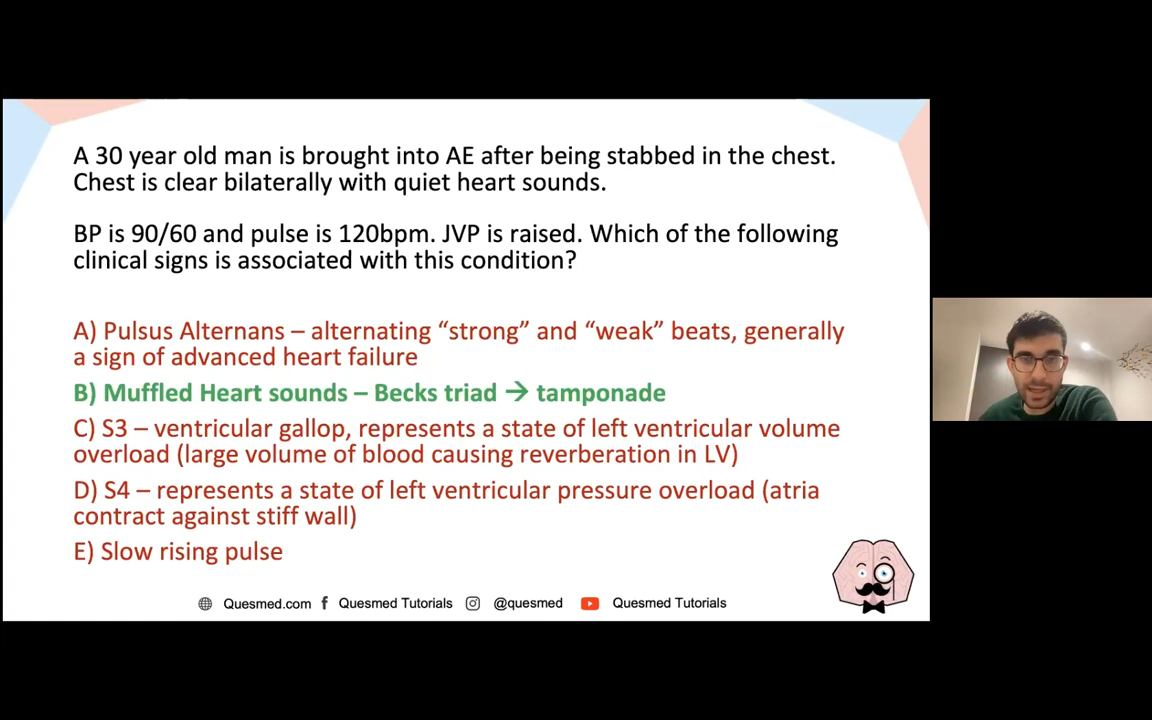 A 30 year old man is brought into AE after being stabbed in the chest.
Chest is clear bilaterally with quiet heart sounds.
BP is 90/60 and pulse is 120bpm. JVP is raised. Which of the following
clinical signs is associated with this condition?
A) Pulsus Alternans – alternating “strong” and “weak” beats, generally
a sign of advanced heart failure
B) Muffled Heart sounds – Becks triad → tamponade
C) S3 – ventricular gallop, represents a state of left ventricular volume
overload (large volume of blood causing reverberation in LV)
D) S4 – represents a state of left ventricular pressure overload (atria
contract against stiff wall)
E) Slow rising pulse
Quesmed.com f Quesmed Tutorials @quesmed Quesmed Tutorials